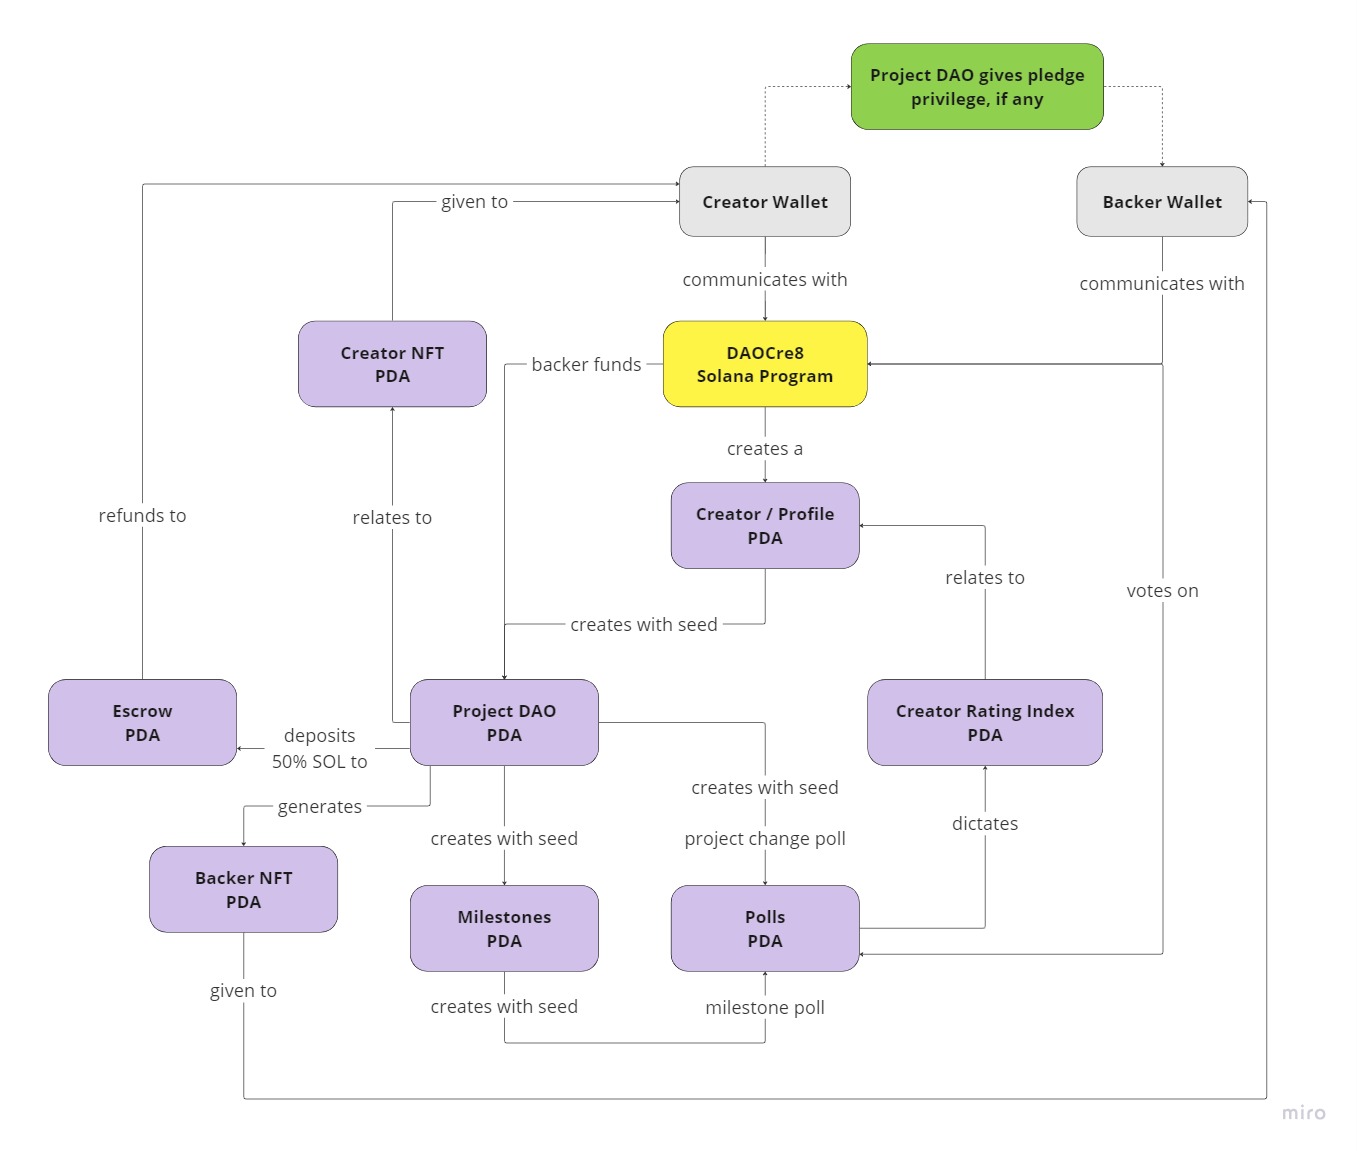 Project DAO gives pledge
privilege, if any
Creator Wallet
Backer Wallet
given to
communicates with
communicates with
Creator NFT
PDA
backer funds
DAOCre8
Solana Program
creates a
refunds to
relates to
Creator / Profile
PDA
relates to
votes on
creates with seed
Escrow
PDA
deposits
50% SOL to
Project DAO
PDA
Creator Rating Index
PDA
generates
creates with seed
creates with seed
project change poll
dictates
Backer NFT
PDA
Milestones
PDA
Polls
PDA
given to
creates with seed
milestone poll
miro